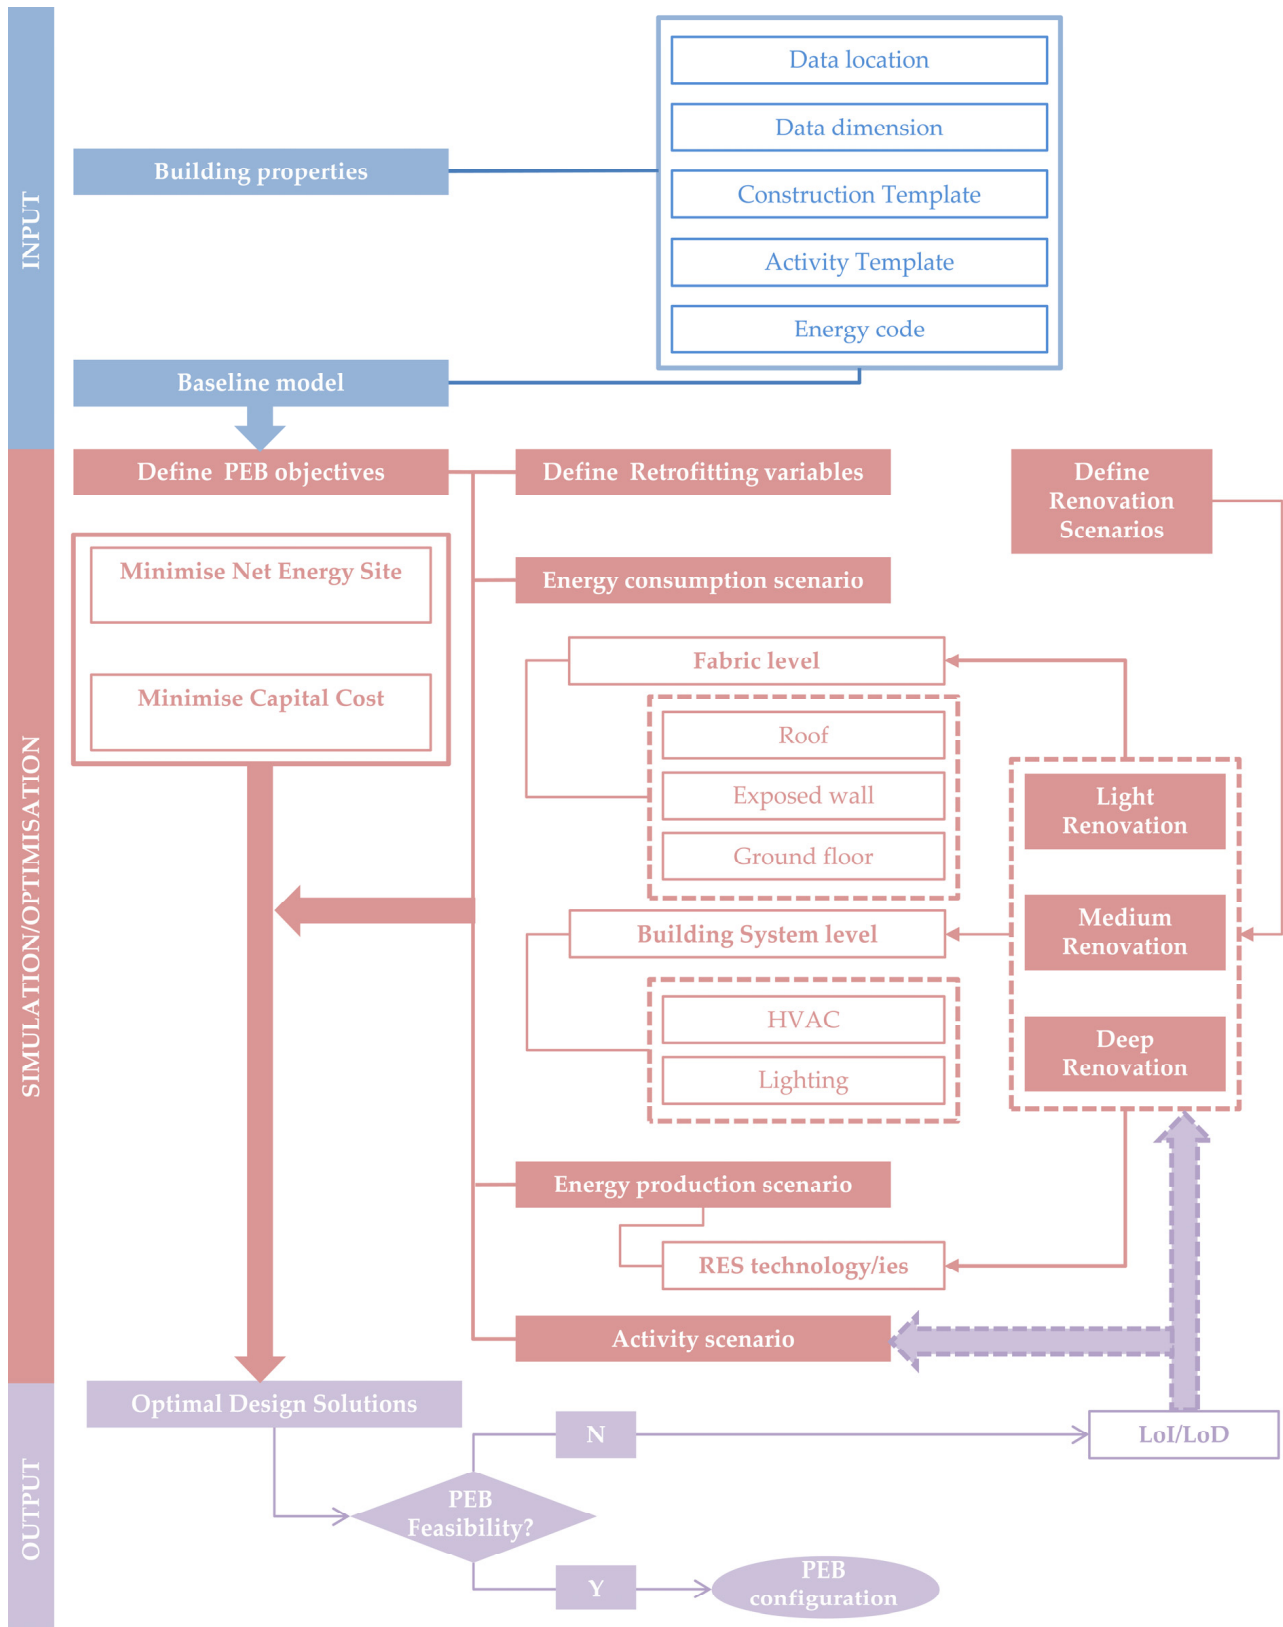 INPUT
Data location
Data dimension
Building properties
Construction Template
Activity Template
Energy code
Baseline model
SIMULATION/OPTIMISATION
Define PEB objectives
Define Retrofitting variables
Define
Renovation
Scenarios
Minimise Net Energy Site
Energy consumption scenario
Minimise Capital Cost
Fabric level
Roof
Exposed wall
Ground floor
Light
Renovation
Building System level
Medium
Renovation
HVAC
Lighting
Deep
Renovation
Energy production scenario
RES technology/ies
Activity scenario
OUTPUT
Optimal Design Solutions
N
LoI/LoD
PEB
Feasibility?
Y
PEB
configuration